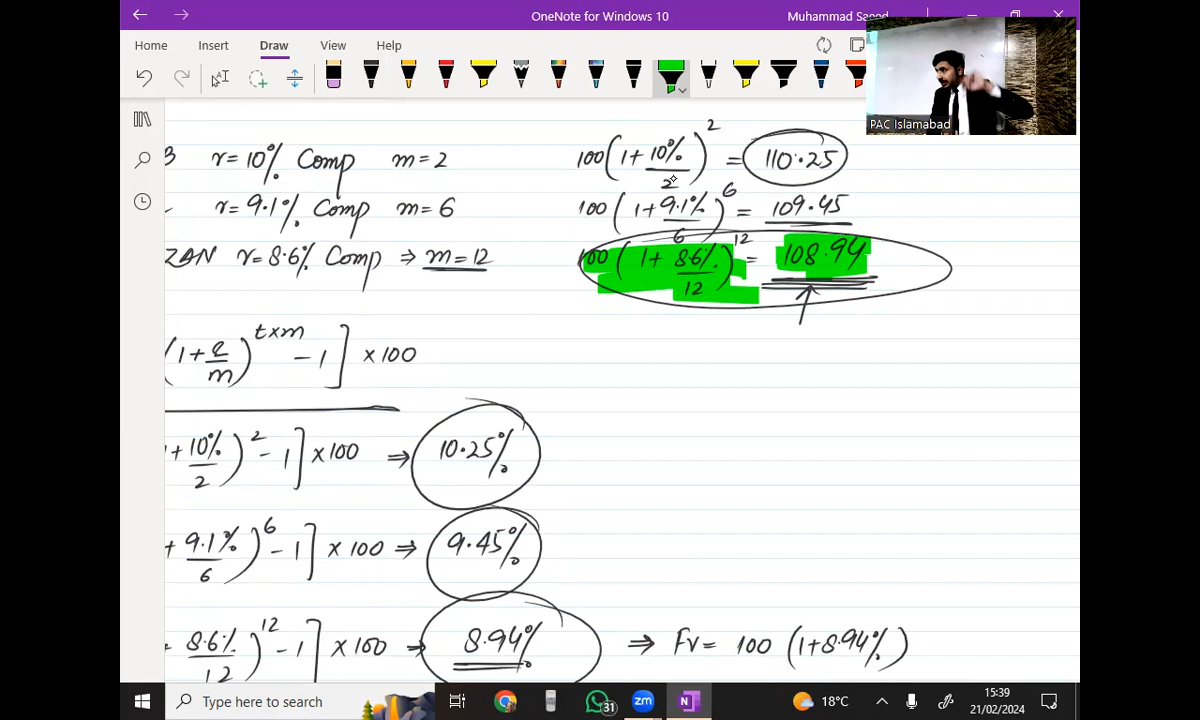 OneNote for Windows 10
Muhammad Saeed
Home Insert Draw View Help
PAC Islamabad
B r=10% Comp m=2 100(1+10%/2)^2 = 110.25
r=9.1% Comp m=6 100(1+9.1%/6)^6 = 109.45
ZAN r=8.6% Comp ⇒ m=12 100(1+8.6%/12)^12 = 108.94
(1+r/m)^t×m - 1] ×100
+10%/2)^2 - 1] ×100 ⇒ 10.25%
+9.1%/6)^6 - 1] ×100 ⇒ 9.45%
+8.6%/12)^12 - 1] ×100 → 8.94% ⇒ Fv= 100 (1+8.94%)
Type here to search
31
zm
N
18°C
15:39
21/02/2024